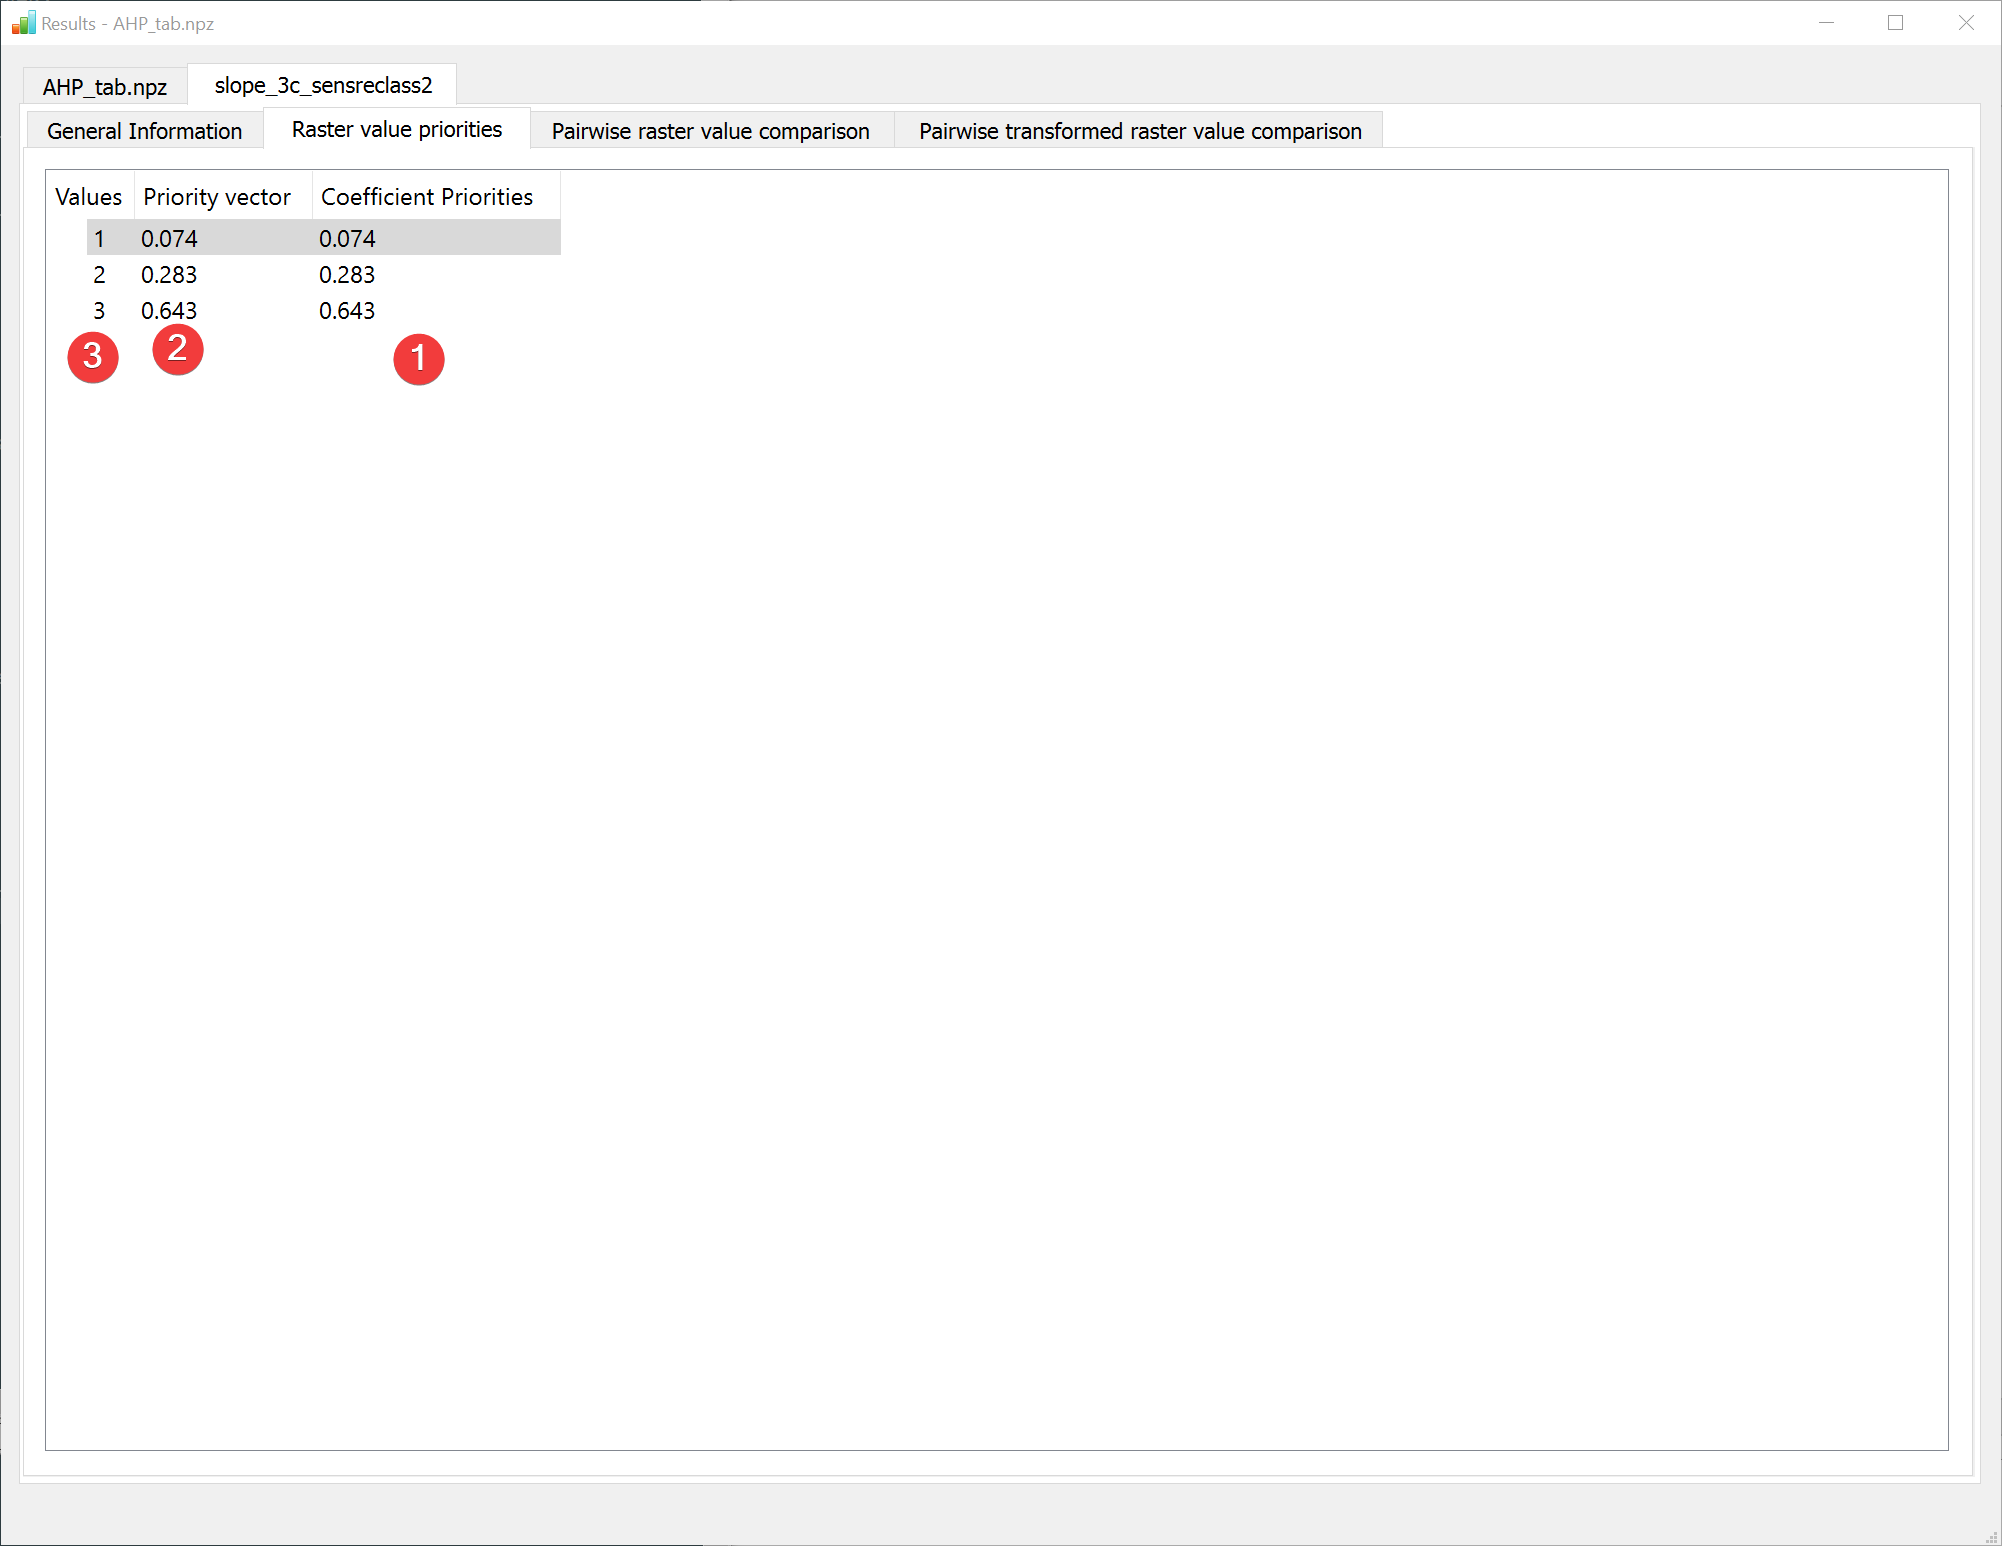 Results - AHP_tab.npz
AHP_tab.npz slope_3c_sensreclass2
General Information Raster value priorities Pairwise raster value comparison Pairwise transformed raster value comparison
Values Priority vector Coefficient Priorities
1 0.074 0.074
2 0.283 0.283
3 0.643 0.643
3 2 1